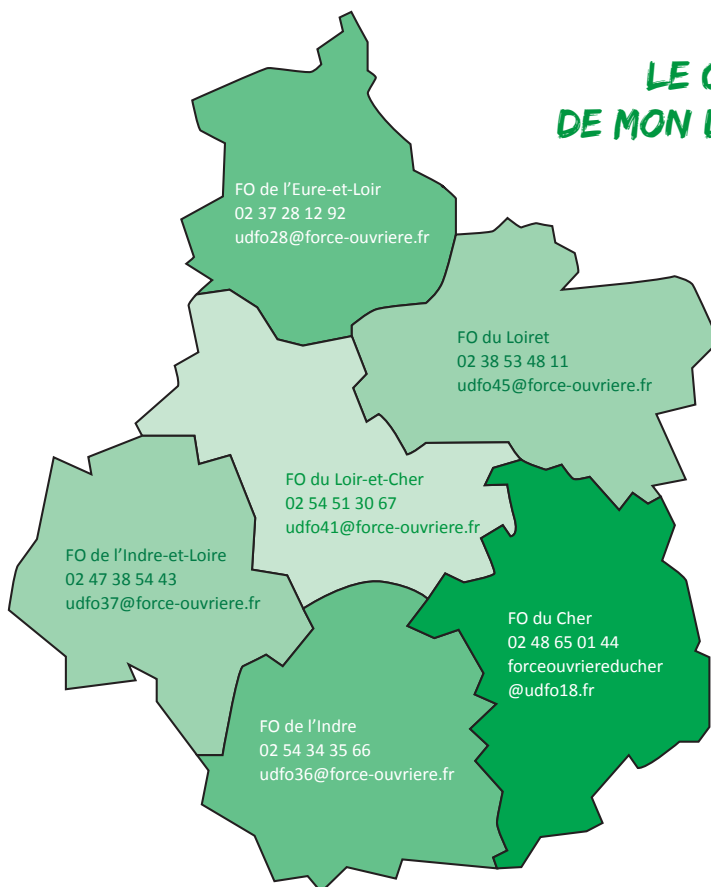 LE
DE MON
FO de l'Eure-et-Loir
02 37 28 12 92
udfo28@force-ouvriere.fr
FO du Loiret
02 38 53 48 11
udfo45@force-ouvriere.fr
FO du Loir-et-Cher
02 54 51 30 67
udfo41@force-ouvriere.fr
FO de l'Indre-et-Loire
02 47 38 54 43
udfo37@force-ouvriere.fr
FO du Cher
02 48 65 01 44
forceouvriereducher
@udfo18.fr
FO de l'Indre
02 54 34 35 66
udfo36@force-ouvriere.fr